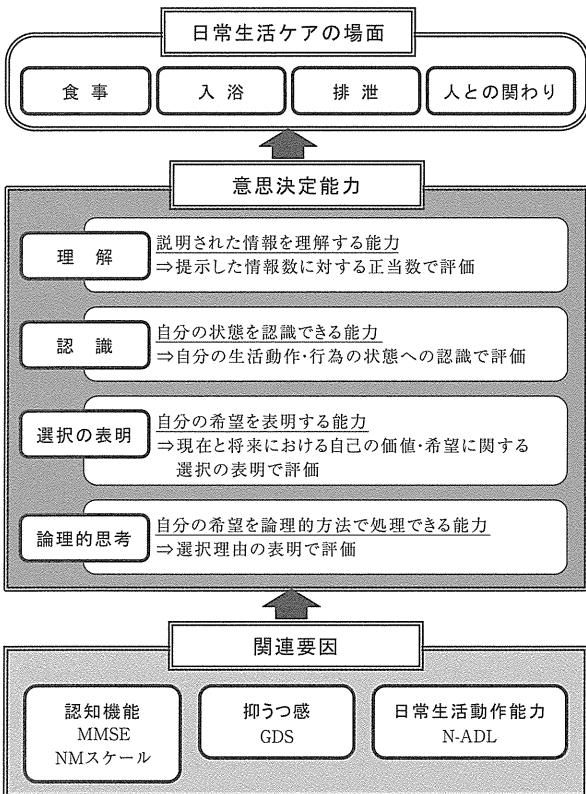 日常生活ケアの場面
食事 入浴 排泄 人との関わり
意思決定能力
理解
説明された情報を理解する能力
⇒提示した情報数に対する正当数で評価
認識
自分の状態を認識できる能力
⇒自分の生活動作・行為の状態への認識で評価
選択の表明
自分の希望を表明する能力
⇒現在と将来における自己の価値・希望に関する
選択の表明で評価
論理的思考
自分の希望を論理的方法で処理できる能力
⇒選択理由の表明で評価
関連要因
認知機能
MMSE
NMスケール
抑うつ感
GDS
日常生活動作能力
N-ADL